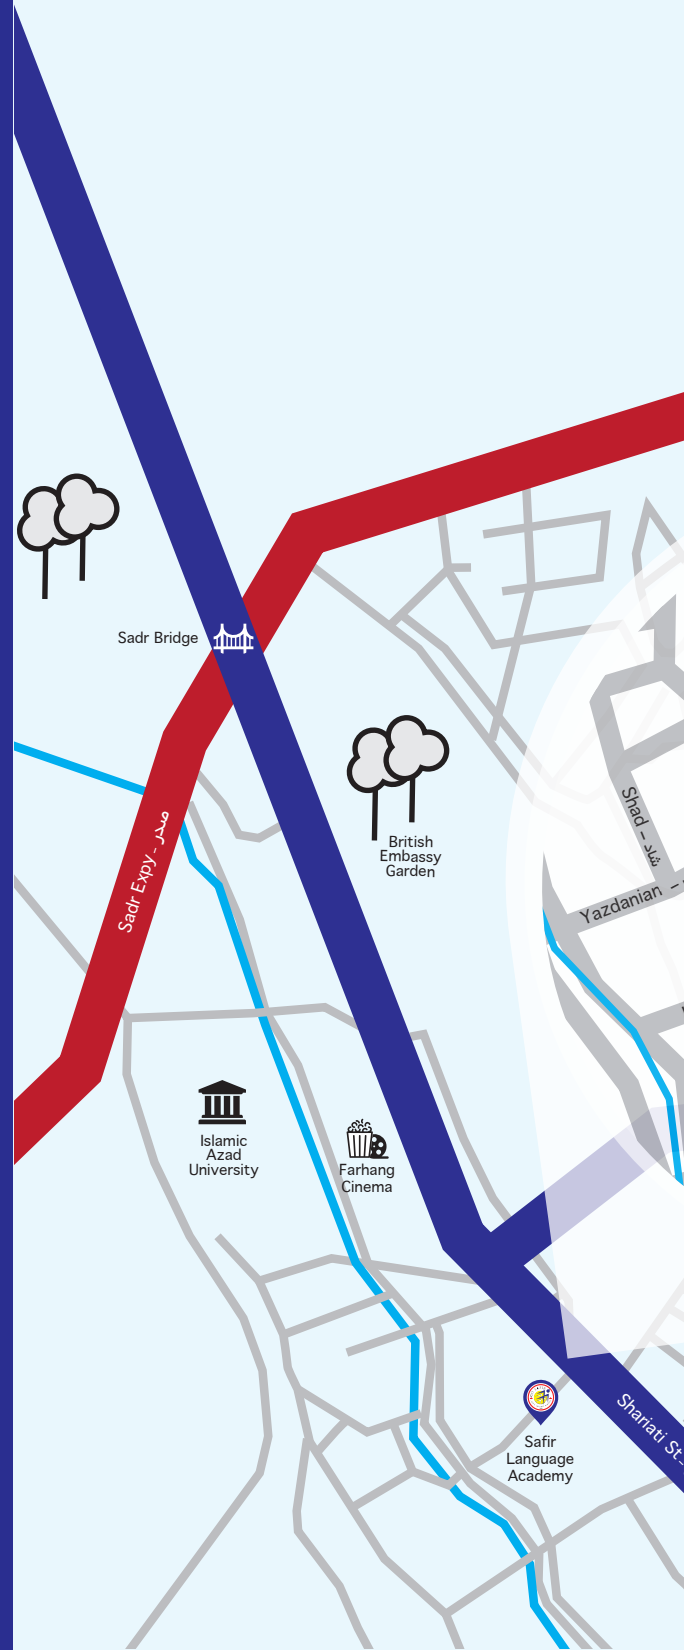 Sadr Bridge
British
Embassy
Garden
Shad – شاد
Sadr Expy - صدر
Yazdanian –
Islamic
Azad
University
Farhang
Cinema
Shariati St.
Safir
Language
Academy